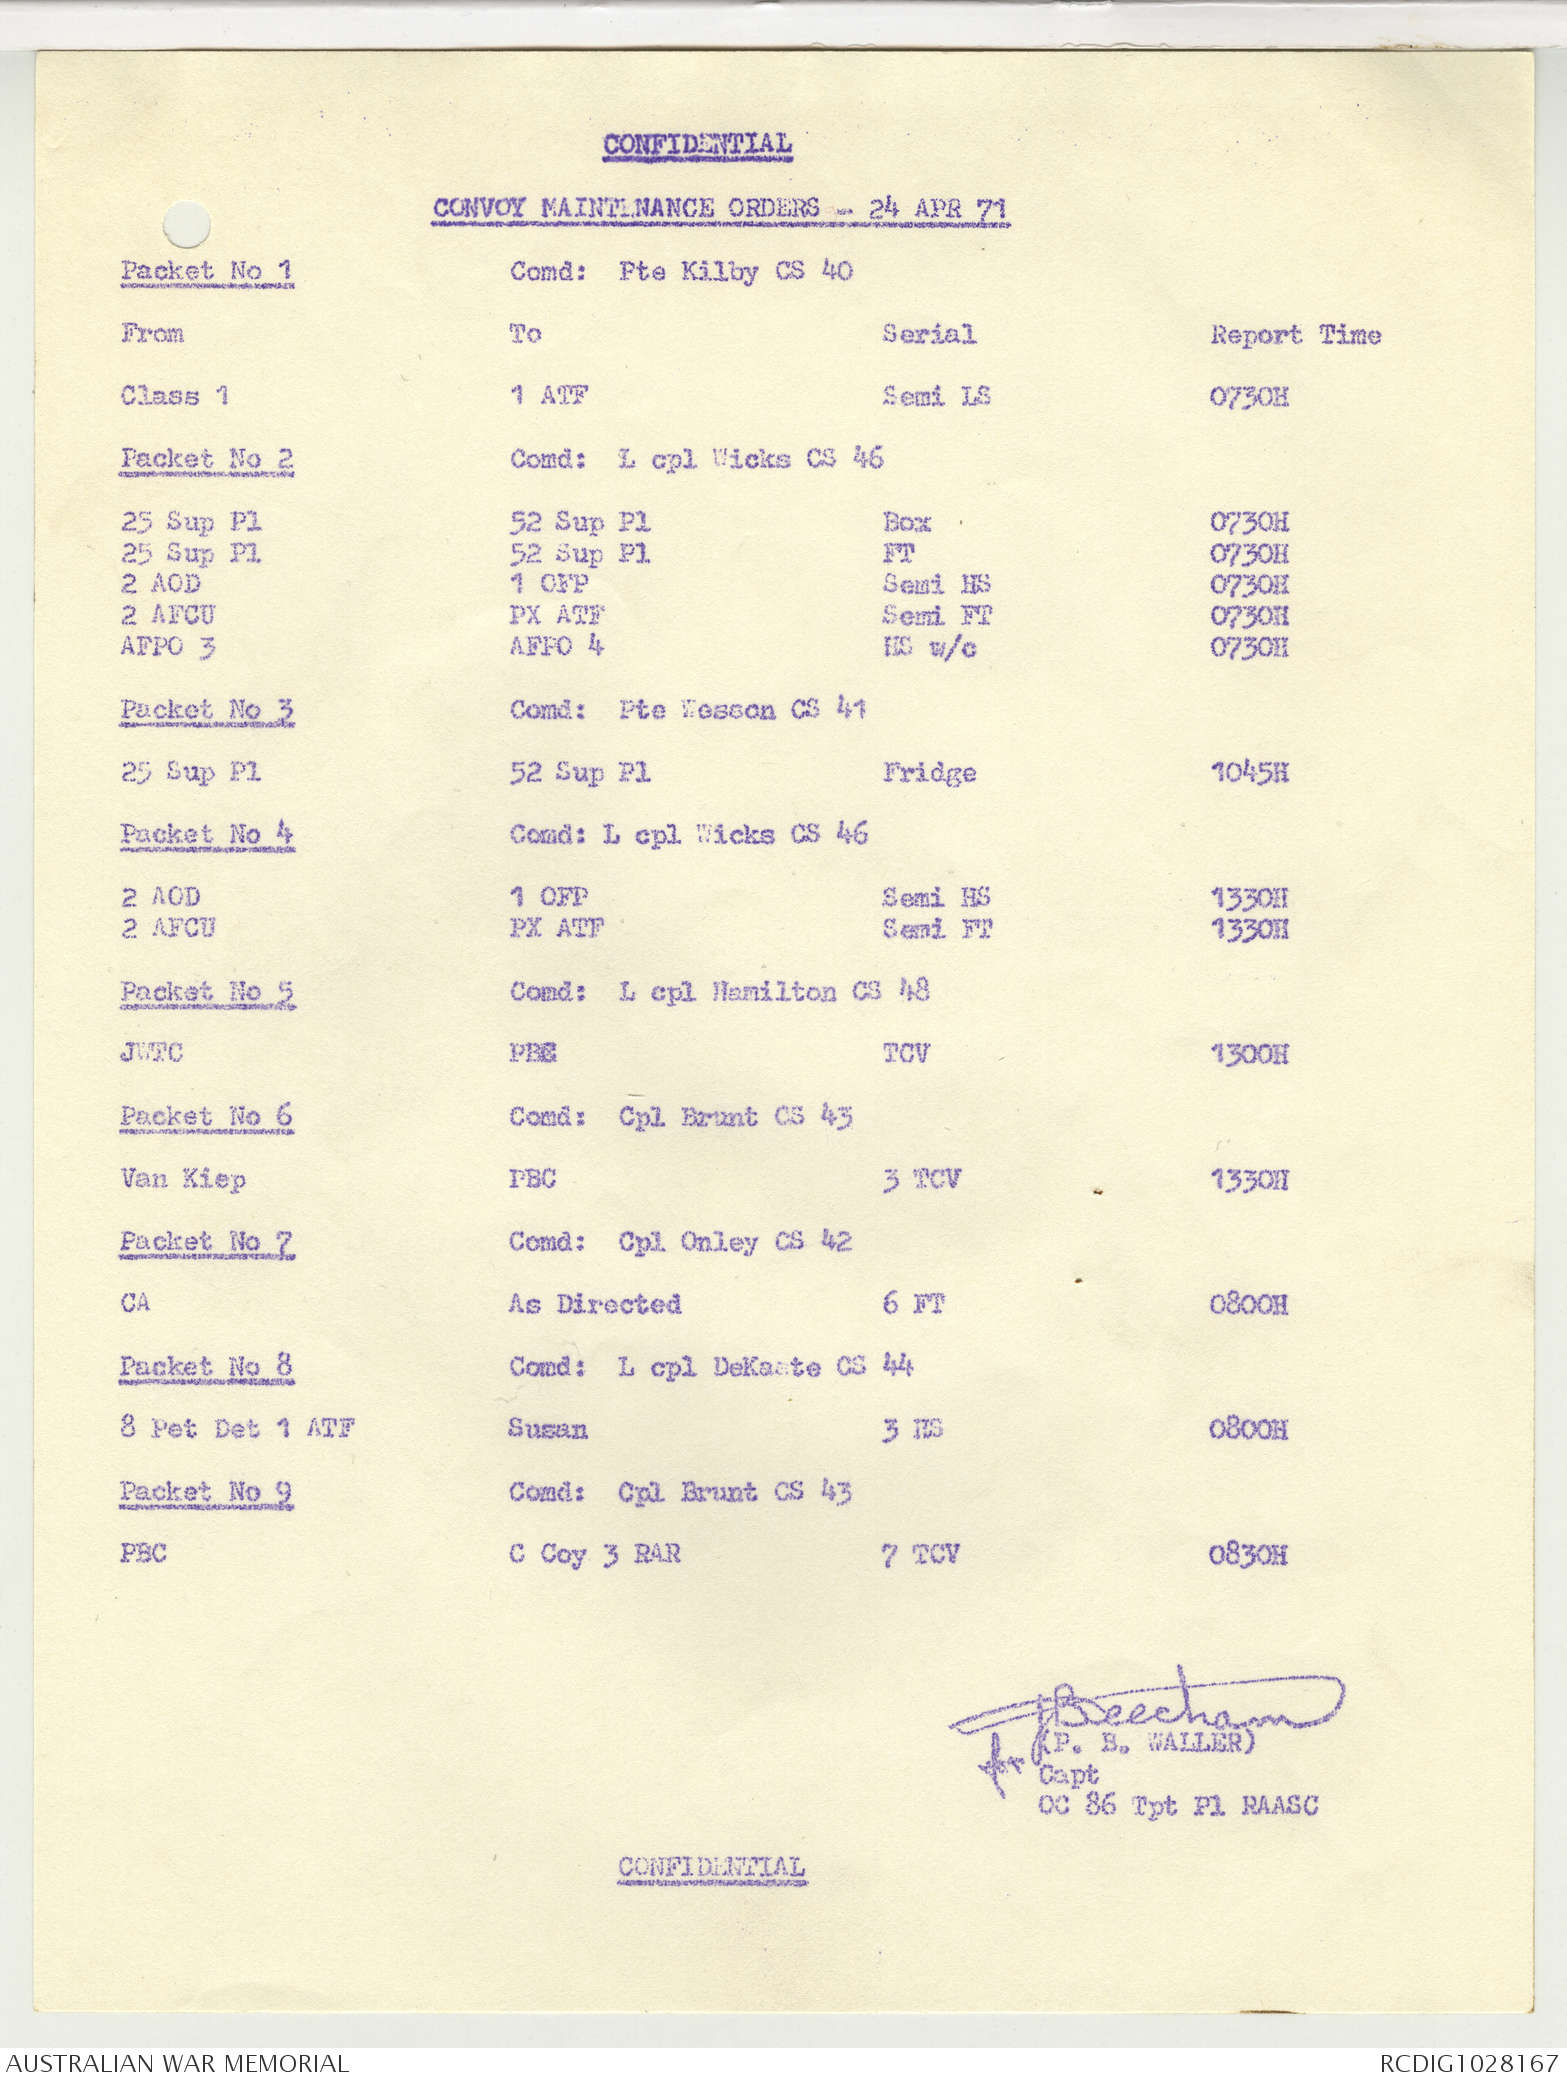 CONFIDENTIAL
CONVOY MAINTENANCE ORDERS - 24 APR 71
Packet No 1 Comd: Pte Kilby CS 40
From To Serial Report Time
Class 1 1 ATF Semi LS 0730H
Packet No 2 Comd: L cpl Wicks CS 46
25 Sup Pl 52 Sup Pl Box 0730H
25 Sup Pl 52 Sup Pl FT 0730H
2 AOD 1 OFP Semi HS 0730H
2 AFCU PX ATF Semi FT 0730H
AFPO 3 AFPO 4 HS w/c 0730H
Packet No 3 Comd: Pte Wesson CS 41
25 Sup Pl 52 Sup Pl Fridge 1045H
Packet No 4 Comd: L cpl Wicks CS 46
2 AOD 1 OFP Semi HS 1330H
2 AFCU PX ATF Semi FT 1330H
Packet No 5 Comd: L cpl Hamilton CS 48
JWTC TCV 1300H
Packet No 6 Comd: Cpl Brunt CS 43
Van Kiep PBC 3 TCV 1330H
Packet No 7 Comd: Cpl Onley CS 42
CA As Directed 6 FT 0800H
Packet No 8 Comd: L cpl DeKaste CS 44
8 Pet Det 1 ATF Susan 3 HS 0800H
Packet No 9 Comd: Cpl Brunt CS 43
PBC C Coy 3 RAR 7 TCV 0830H
JBeecham
for (P. B. WALLER)
Capt
OC 86 Tpt Pl RAASC
CONFIDENTIAL
AUSTRALIAN WAR MEMORIAL RCDIG1028167